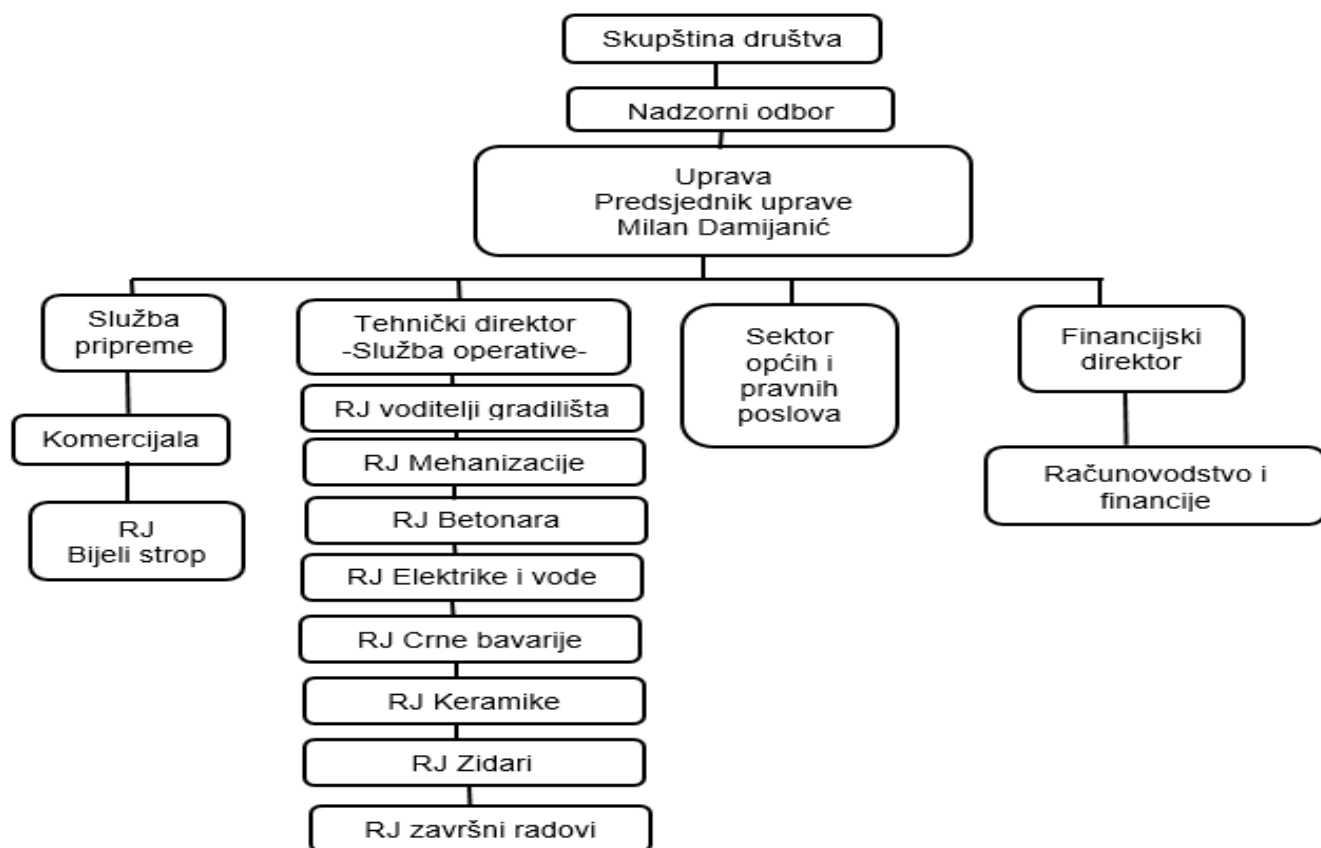 Skupština društva
Nadzorni odbor
Uprava
Predsjednik uprave
Milan Damijanić
Služba
pripreme
Komercijala
RJ
Bijeli strop
Tehnički direktor
-Služba operative-
RJ voditelji gradilišta
RJ Mehanizacije
RJ Betonara
RJ Elektrike i vode
RJ Crne bavarije
RJ Keramike
RJ Zidari
RJ završni radovi
Sektor
općih i
pravnih
poslova
Financijski
direktor
Računovodstvo i
financije